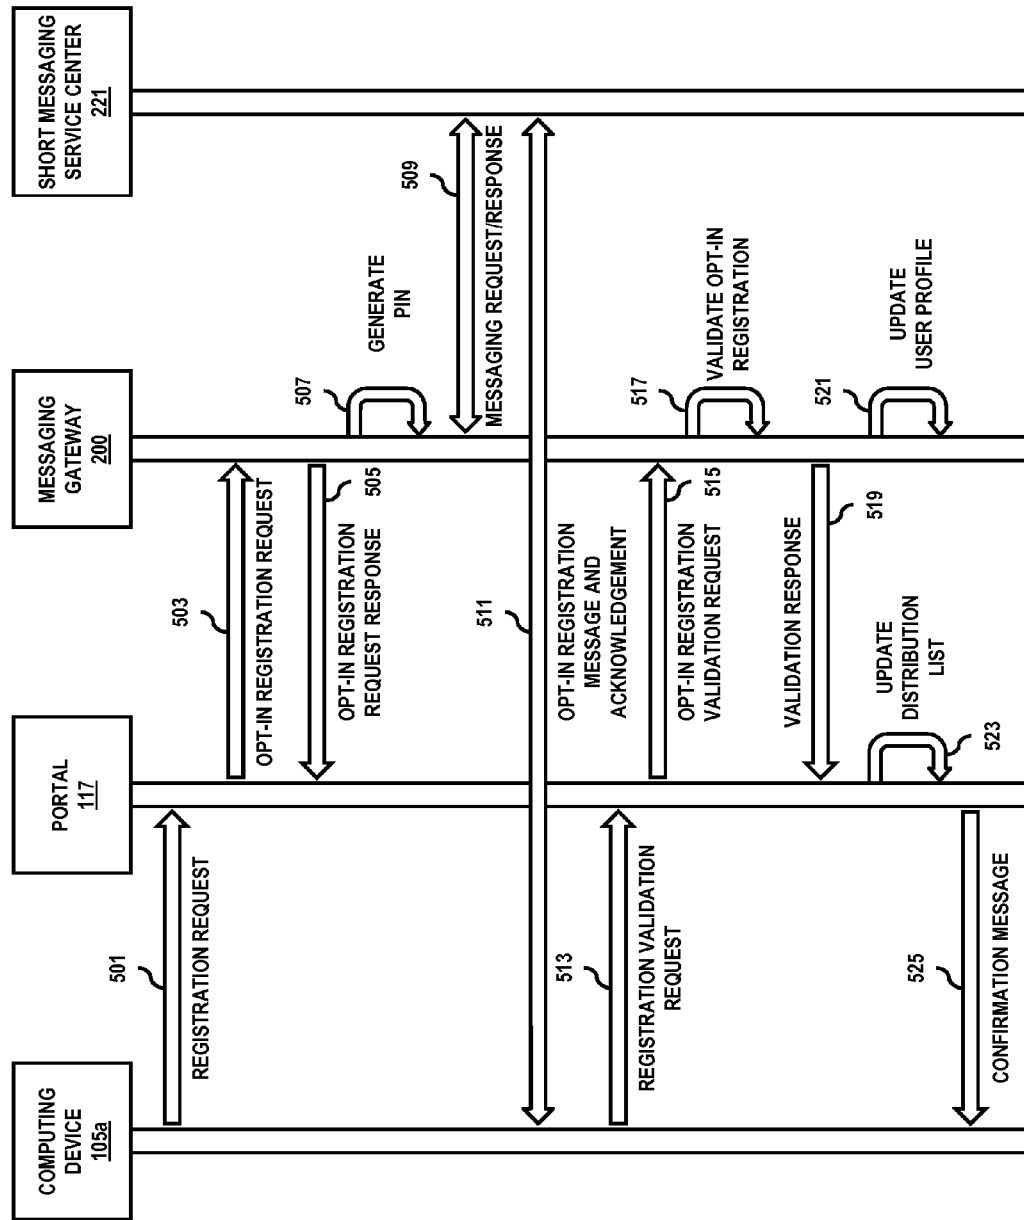 COMPUTING
DEVICE
105a
PORTAL
117
MESSAGING
GATEWAY
200
SHORT MESSAGING
SERVICE CENTER
221
501
REGISTRATION REQUEST
503
OPT-IN REGISTRATION REQUEST
505
OPT-IN REGISTRATION
REQUEST RESPONSE
507
GENERATE
PIN
509
MESSAGING REQUEST/RESPONSE
511
OPT-IN REGISTRATION
MESSAGE AND
ACKNOWLEDGEMENT
513
REGISTRATION VALIDATION
REQUEST
515
OPT-IN REGISTRATION
VALIDATION REQUEST
517
VALIDATE OPT-IN
REGISTRATION
519
VALIDATION RESPONSE
521
UPDATE
USER PROFILE
UPDATE
DISTRIBUTION
LIST
523
525
CONFIRMATION MESSAGE